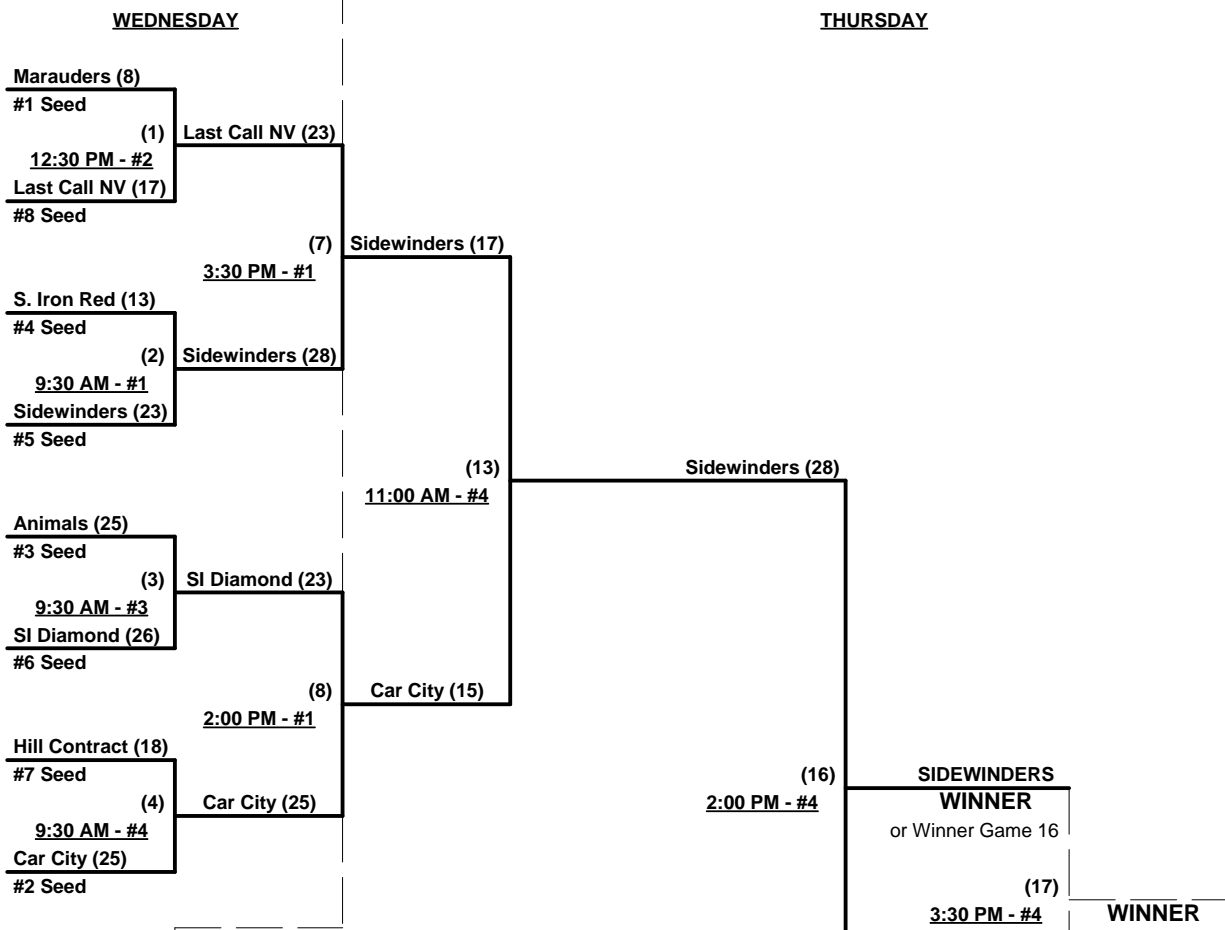 WEDNESDAY
THURSDAY
Marauders (8)
#1 Seed
(1)
Last Call NV (23)
12:30 PM - #2
Last Call NV (17)
#8 Seed
(7)
Sidewinders (17)
3:30 PM - #1
S. Iron Red (13)
#4 Seed
(2)
Sidewinders (28)
9:30 AM - #1
Sidewinders (23)
#5 Seed
(13)
Sidewinders (28)
11:00 AM - #4
Animals (25)
#3 Seed
(3)
SI Diamond (23)
9:30 AM - #3
SI Diamond (26)
#6 Seed
(8)
Car City (15)
2:00 PM - #1
Hill Contract (18)
#7 Seed
(4)
Car City (25)
9:30 AM - #4
Car City (25)
#2 Seed
(16)
SIDEWINDERS
2:00 PM - #4
WINNER
or Winner Game 16
(17)
3:30 PM - #4
WINNER